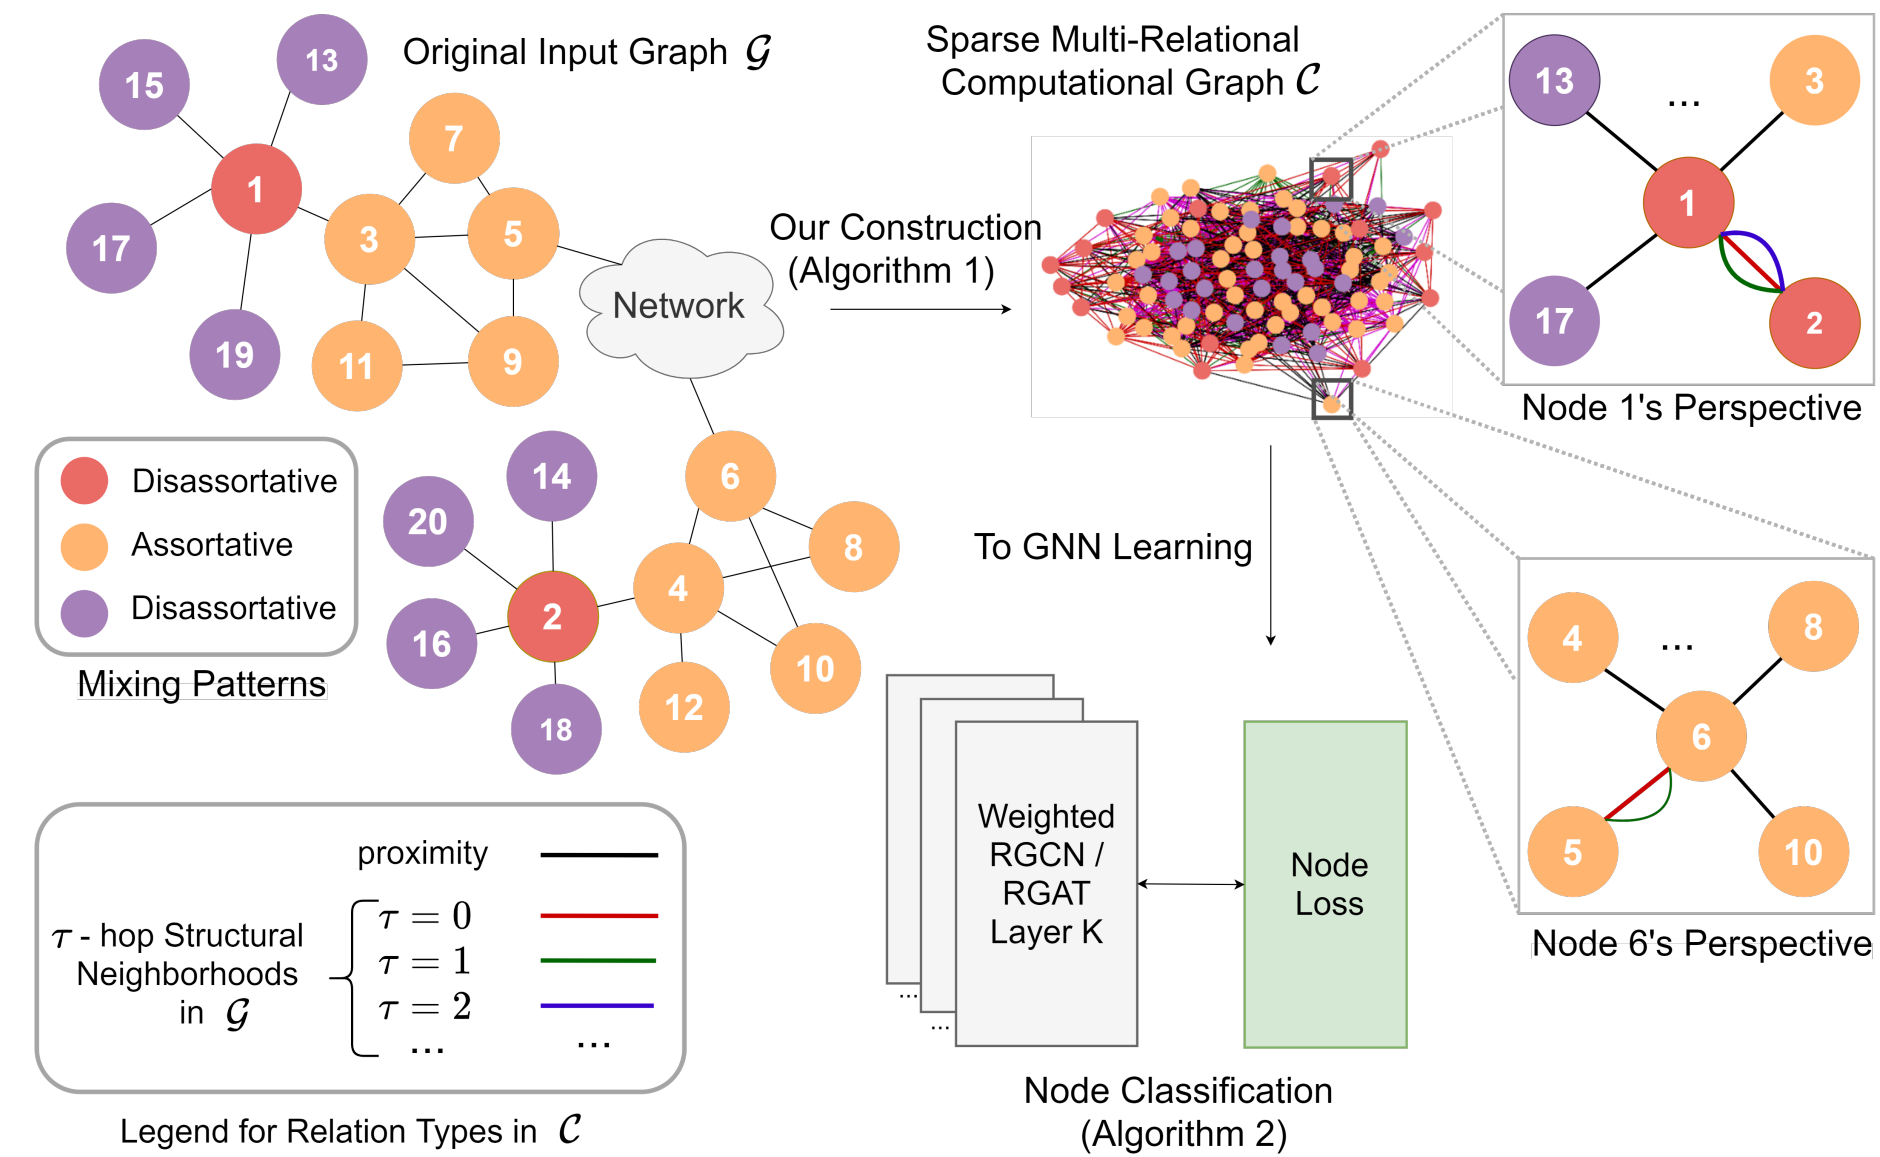 Original Input Graph 𝒢
15
13
7
1
3
5
17
19
11
9
Network
Our Construction
(Algorithm 1)
Sparse Multi-Relational
Computational Graph 𝒞
13
...
3
1
17
2
Node 1's Perspective
Disassortative
Assortative
Disassortative
Mixing Patterns
14
20
6
8
4
2
16
10
12
18
To GNN Learning
4
...
8
6
5
10
Node 6's Perspective
proximity
τ - hop Structural
Neighborhoods
in 𝒢
τ = 0
τ = 1
τ = 2
... ...
Legend for Relation Types in 𝒞
Weighted
RGCN /
RGAT
Layer K
...
...
Node
Loss
Node Classification
(Algorithm 2)